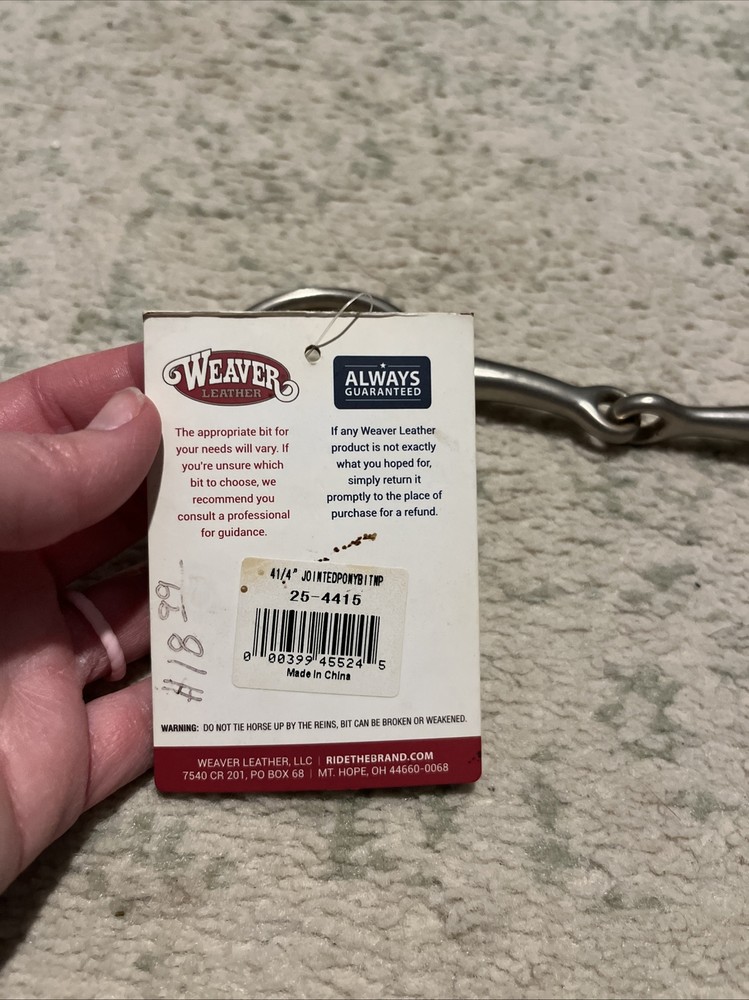 WEAVER
LEATHER
The appropriate bit for
your needs will vary. If
you're unsure which
bit to choose, we
recommend you
consult a professional
for guidance.
ALWAYS
GUARANTEED
If any Weaver Leather
product is not exactly
what you hoped for,
simply return it
promptly to the place of
purchase for a refund.
41/4" JOINTEDPONYBITNP
25-4415
0 00399 45524 5
Made in China
#18 99
WARNING: DO NOT TIE HORSE UP BY THE REINS, BIT CAN BE BROKEN OR WEAKENED.
WEAVER LEATHER, LLC | RIDETHEBRAND.COM
7540 CR 201, PO BOX 68 | MT. HOPE, OH 44660-0068